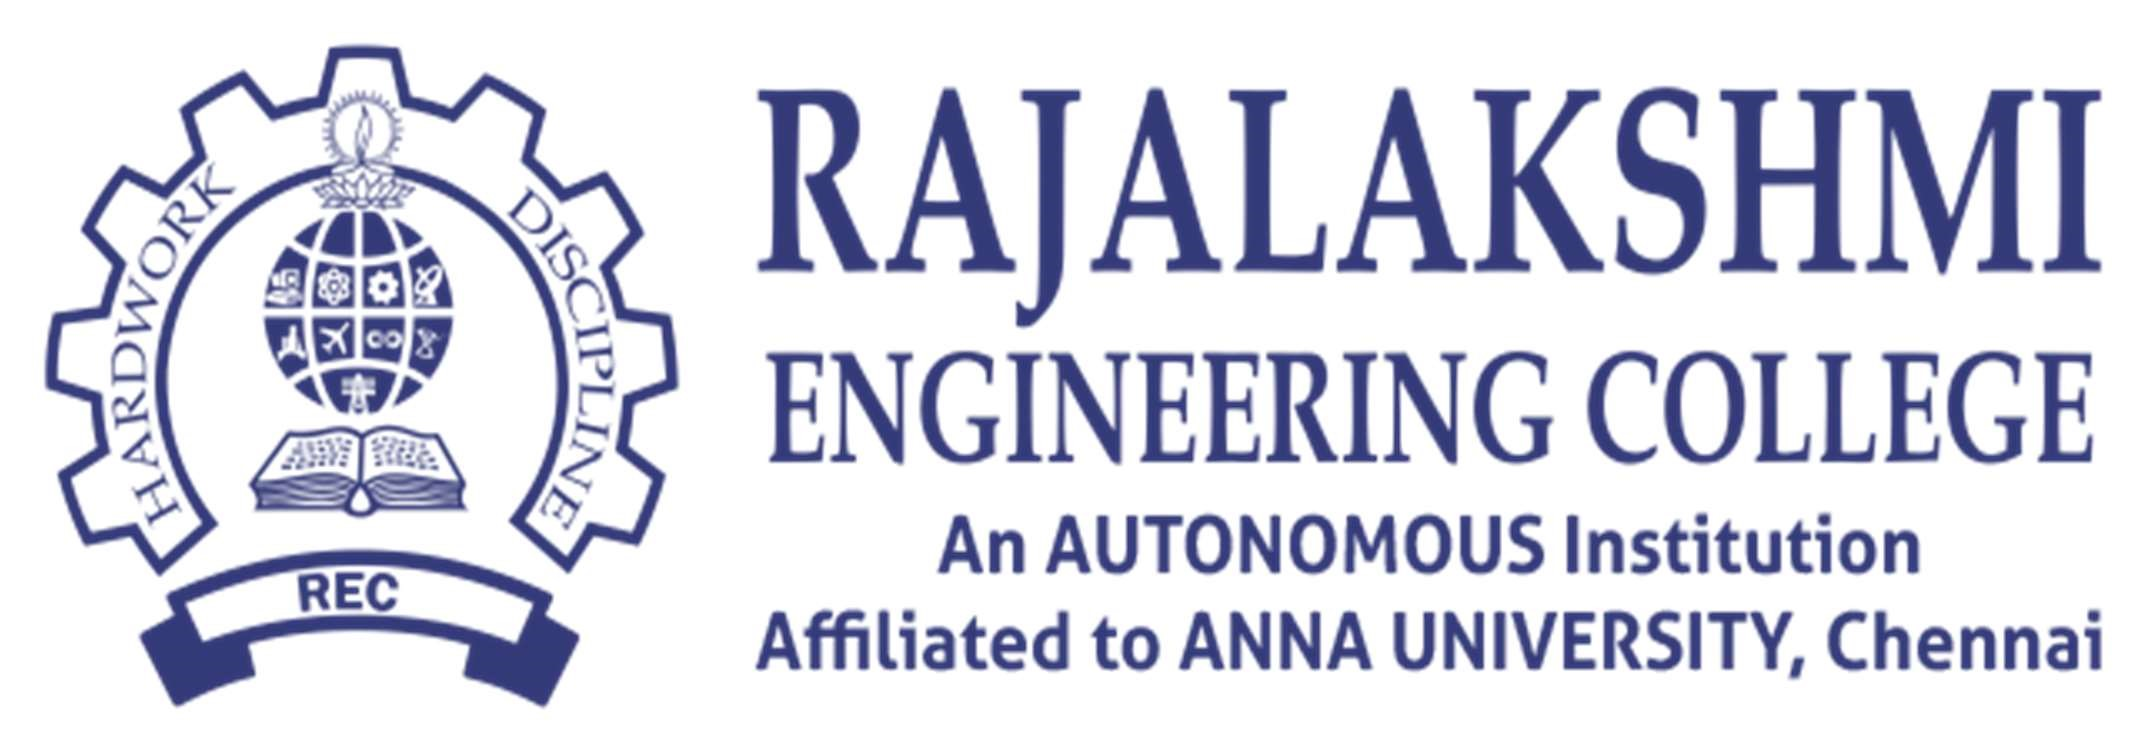 HARDWORK
DISCIPLINE
REC
RAJALAKSHMI
ENGINEERING COLLEGE
An AUTONOMOUS Institution
Affiliated to ANNA UNIVERSITY, Chennai